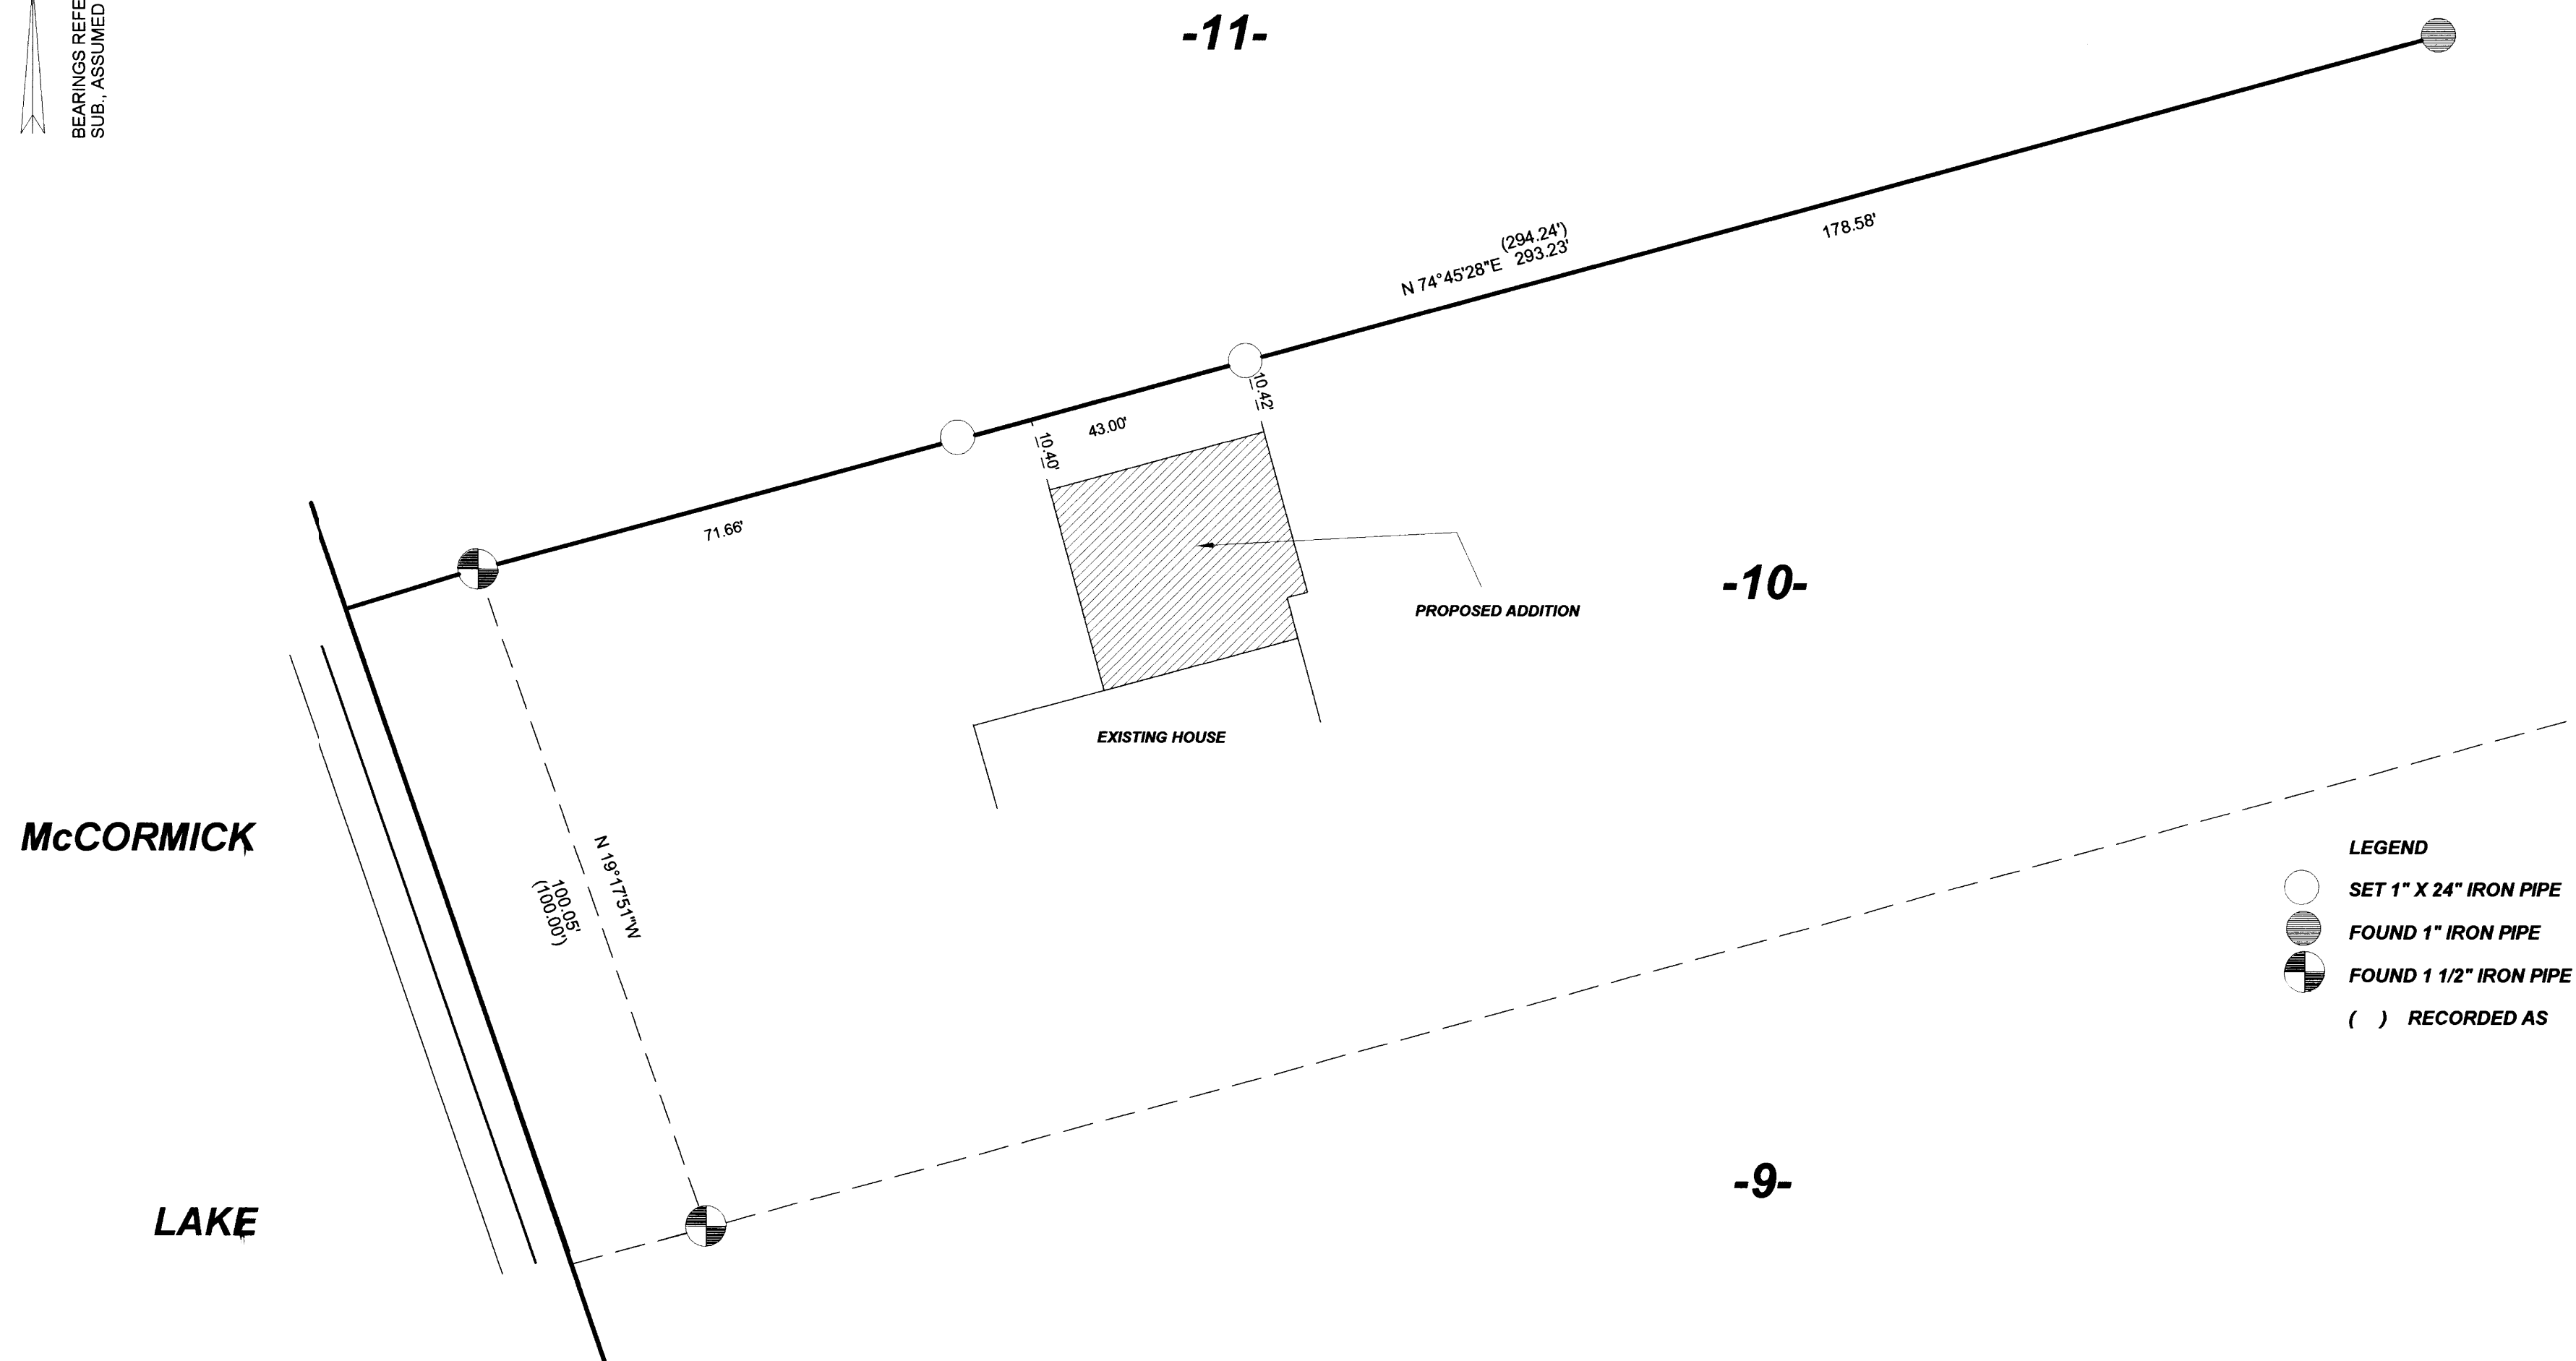 BEARINGS REFE
SUB., ASSUMED
-11-
(294.24')
N 74°45'28"E 293.23'
178.58'
10.42'
43.00'
10.40'
71.66'
-10-
PROPOSED ADDITION
EXISTING HOUSE
McCORMICK
N 19°17'51"W
100.05'
(100.00')
LEGEND
SET 1" X 24" IRON PIPE
FOUND 1" IRON PIPE
FOUND 1 1/2" IRON PIPE
( ) RECORDED AS
-9-
LAKE